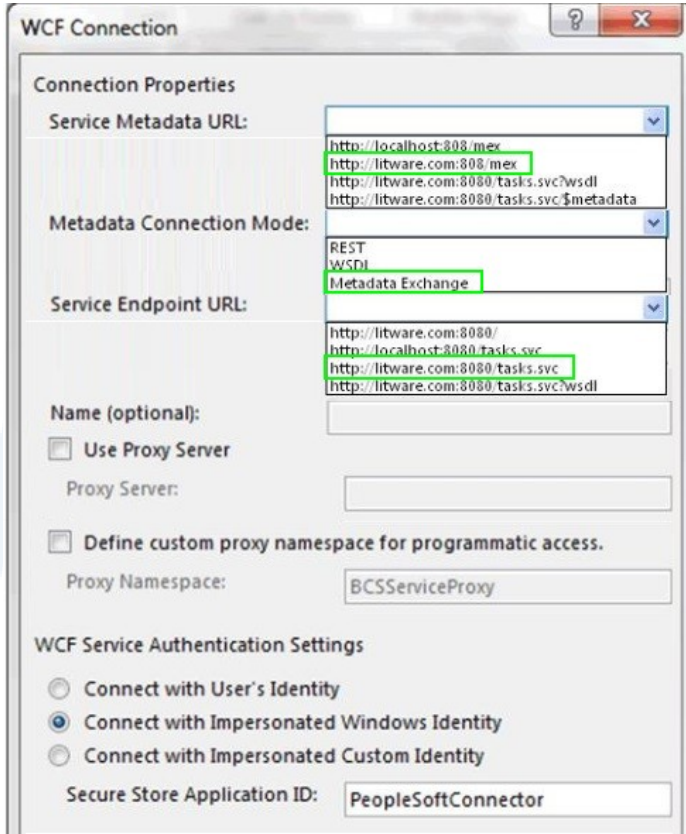 WCF Connection
Connection Properties
Service Metadata URL:
http://localhost:808/mex
http://litware.com:808/mex
http://litware.com:8080/tasks.svc?wsdl
http://litware.com:8080/tasks.svc/$metadata
Metadata Connection Mode:
REST
WSDL
Metadata Exchange
Service Endpoint URL:
http://litware.com:8080/
http://localhost:8080/tasks.svc
http://litware.com:8080/tasks.svc
http://litware.com:8080/tasks.svc?wsdl
Name (optional):
Use Proxy Server
Proxy Server:
Define custom proxy namespace for programmatic access.
Proxy Namespace: BCSServiceProxy
WCF Service Authentication Settings
Connect with User's Identity
Connect with Impersonated Windows Identity
Connect with Impersonated Custom Identity
Secure Store Application ID: PeopleSoftConnector